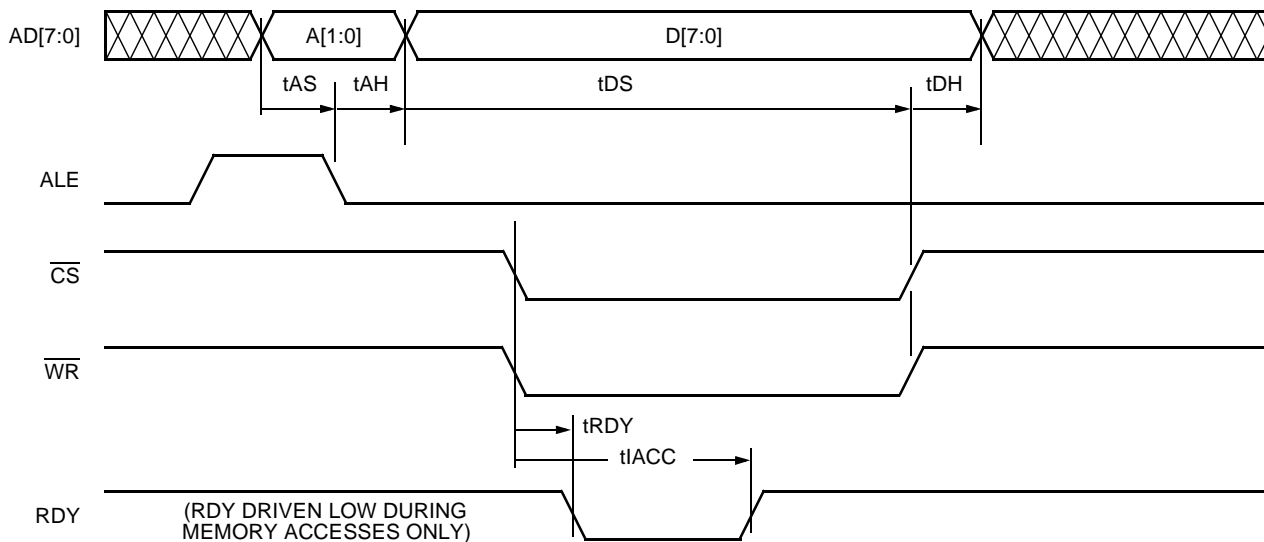 AD[7:0] A[1:0] D[7:0]
tAS tAH tDS tDH
ALE
CS
WR
tRDY
tIACC
RDY
(RDY DRIVEN LOW DURING
MEMORY ACCESSES ONLY)